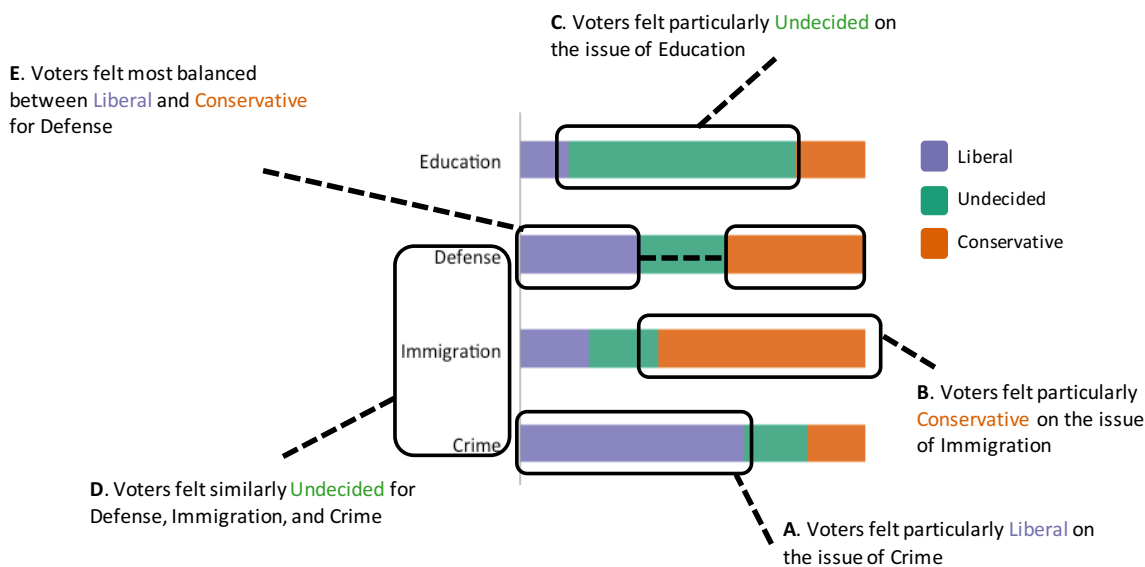 C. Voters felt particularly Undecided on
the issue of Education
E. Voters felt most balanced
between Liberal and Conservative
for Defense
Education
Defense
Immigration
Crime
Liberal
Undecided
Conservative
B. Voters felt particularly
Conservative on the issue
of Immigration
D. Voters felt similarly Undecided for
Defense, Immigration, and Crime
A. Voters felt particularly Liberal on
the issue of Crime